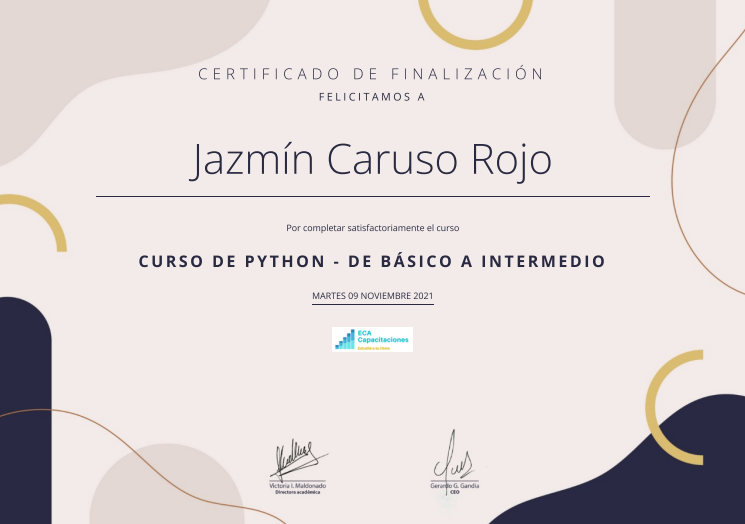 CERTIFICADO DE FINALIZACIÓN
FELICITAMOS A
Jazmín Caruso Rojo
Por completar satisfactoriamente el curso
CURSO DE PYTHON - DE BÁSICO A INTERMEDIO
MARTES 09 NOVIEMBRE 2021
ECA
Capacitaciones
Victoria I. Maldonado
Directora académica
Gerardo G. Gandía
CEO